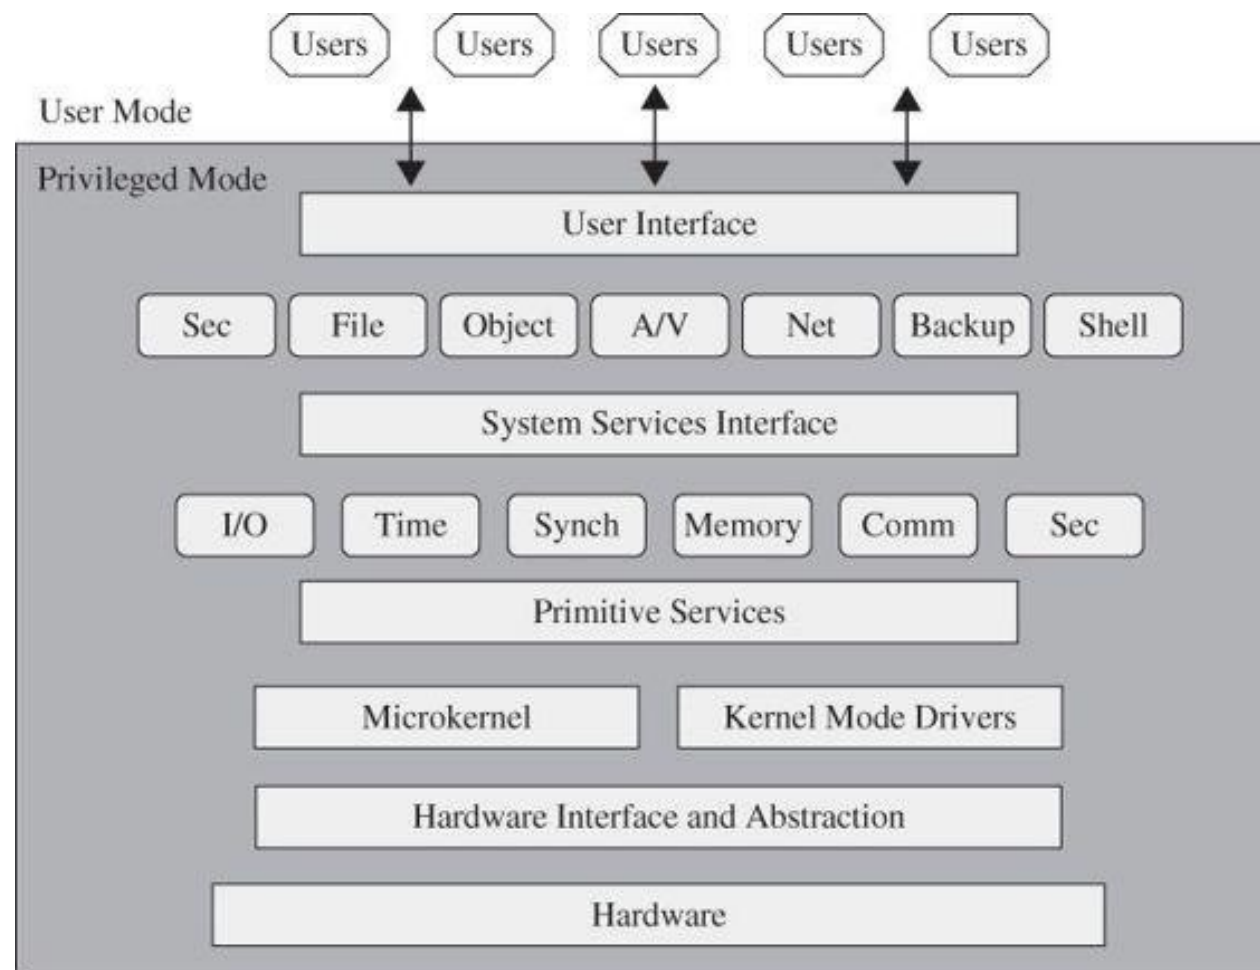 Users Users Users Users Users
User Mode
Privileged Mode
User Interface
Sec File Object A/V Net Backup Shell
System Services Interface
I/O Time Synch Memory Comm Sec
Primitive Services
Microkernel Kernel Mode Drivers
Hardware Interface and Abstraction
Hardware